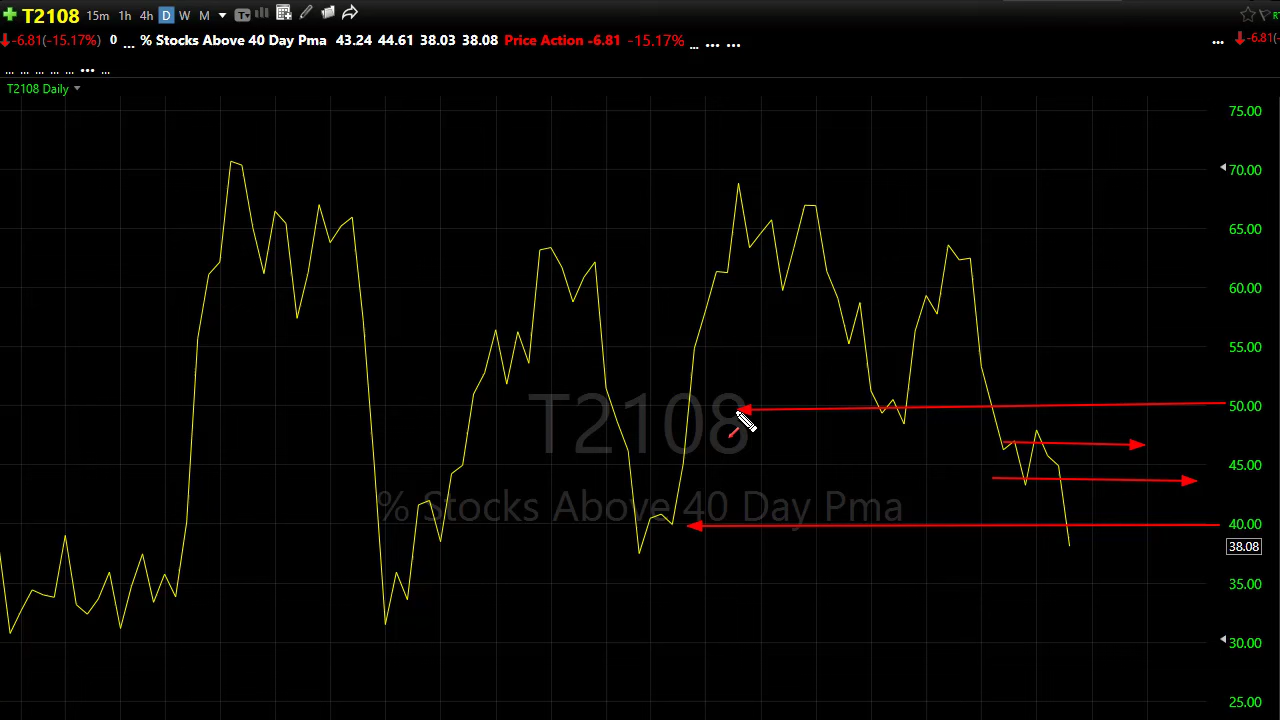 T2108 15m 1h 4h D W M
-6.81(-15.17%) 0 ... % Stocks Above 40 Day Pma 43.24 44.61 38.03 38.08 Price Action -6.81 -15.17% ... ... ... ... -6.81(-
... ... ... ... ... ... ...
T2108 Daily
75.00
70.00
65.00
60.00
55.00
50.00
45.00
40.00
38.08
35.00
30.00
25.00
T2108
% Stocks Above 40 Day Pma